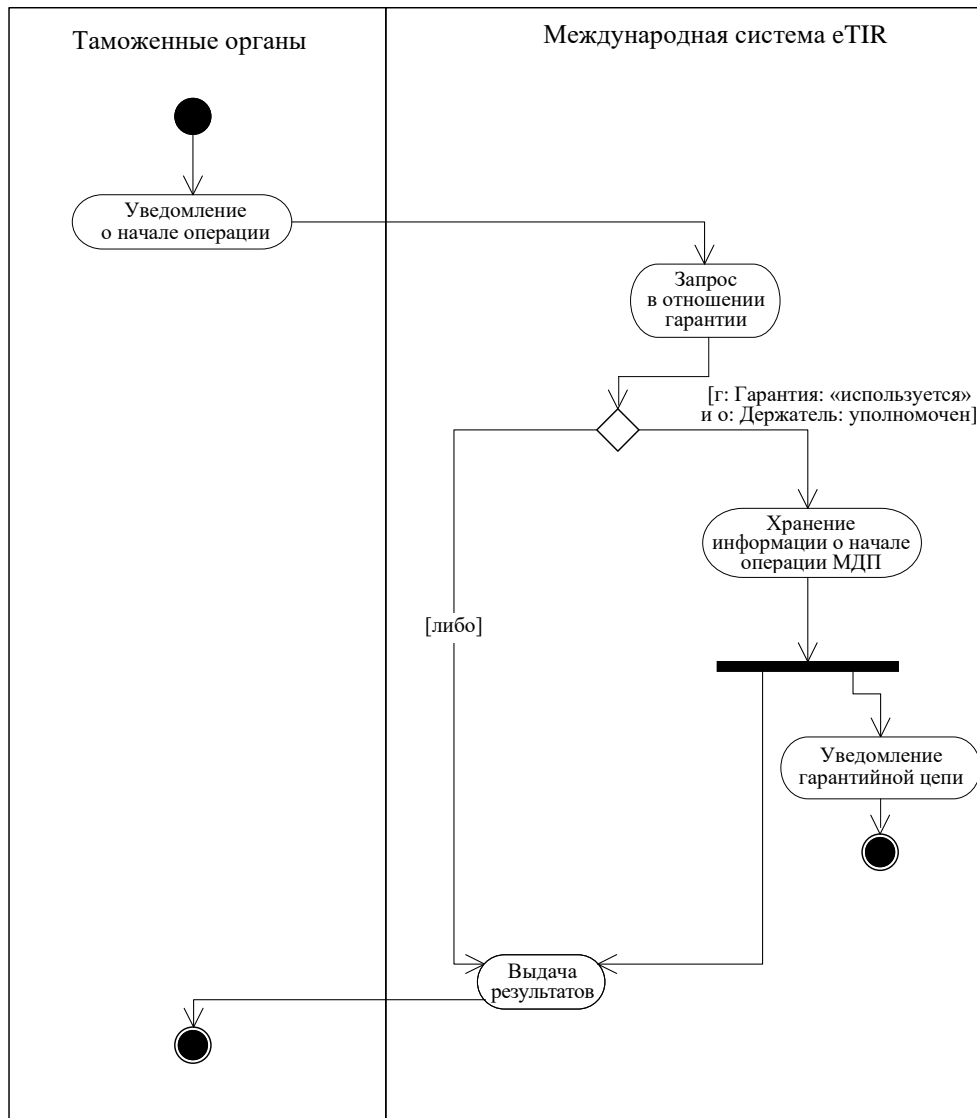 Таможенные органы
Международная система eTIR
Уведомление
о начале операции
Запрос
в отношении
гарантии
[г: Гарантия: «используется»
и о: Держатель: уполномочен]
Хранение
информации о начале
операции МДП
[либо]
Уведомление
гарантийной цепи
Выдача
результатов